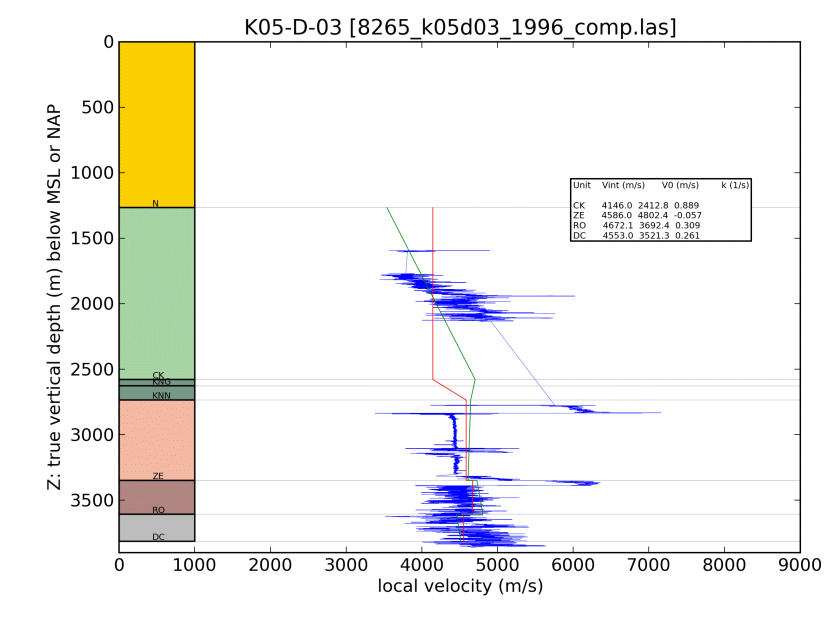 K05-D-03 [8265_k05d03_1996_comp.las]
0
500
1000
1500
2000
2500
3000
3500
Z: true vertical depth (m) below MSL or NAP
N
CK
KNG
KNN
ZE
RO
DC
Unit Vint (m/s) V0 (m/s) k (1/s)
CK 4146.0 2412.8 0.889
ZE 4586.0 4802.4 -0.057
RO 4672.1 3692.4 0.309
DC 4553.0 3521.3 0.261
0 1000 2000 3000 4000 5000 6000 7000 8000 9000
local velocity (m/s)